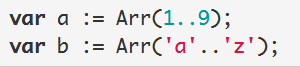 var a := Arr(1..9);
var b := Arr('a'..'z');